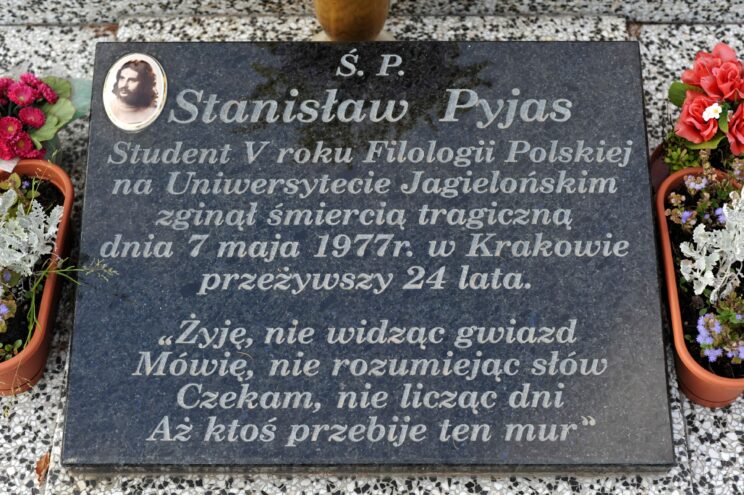 Ś. P.
Stanisław Pyjas
Student V roku Filologii Polskiej
na Uniwersytecie Jagielońskim
zginął śmiercią tragiczną
dnia 7 maja 1977r. w Krakowie
przeżywszy 24 lata.
„Żyję, nie widząc gwiazd
Mówię, nie rozumiejąc słów
Czekam, nie licząc dni
Aż ktoś przebije ten mur”